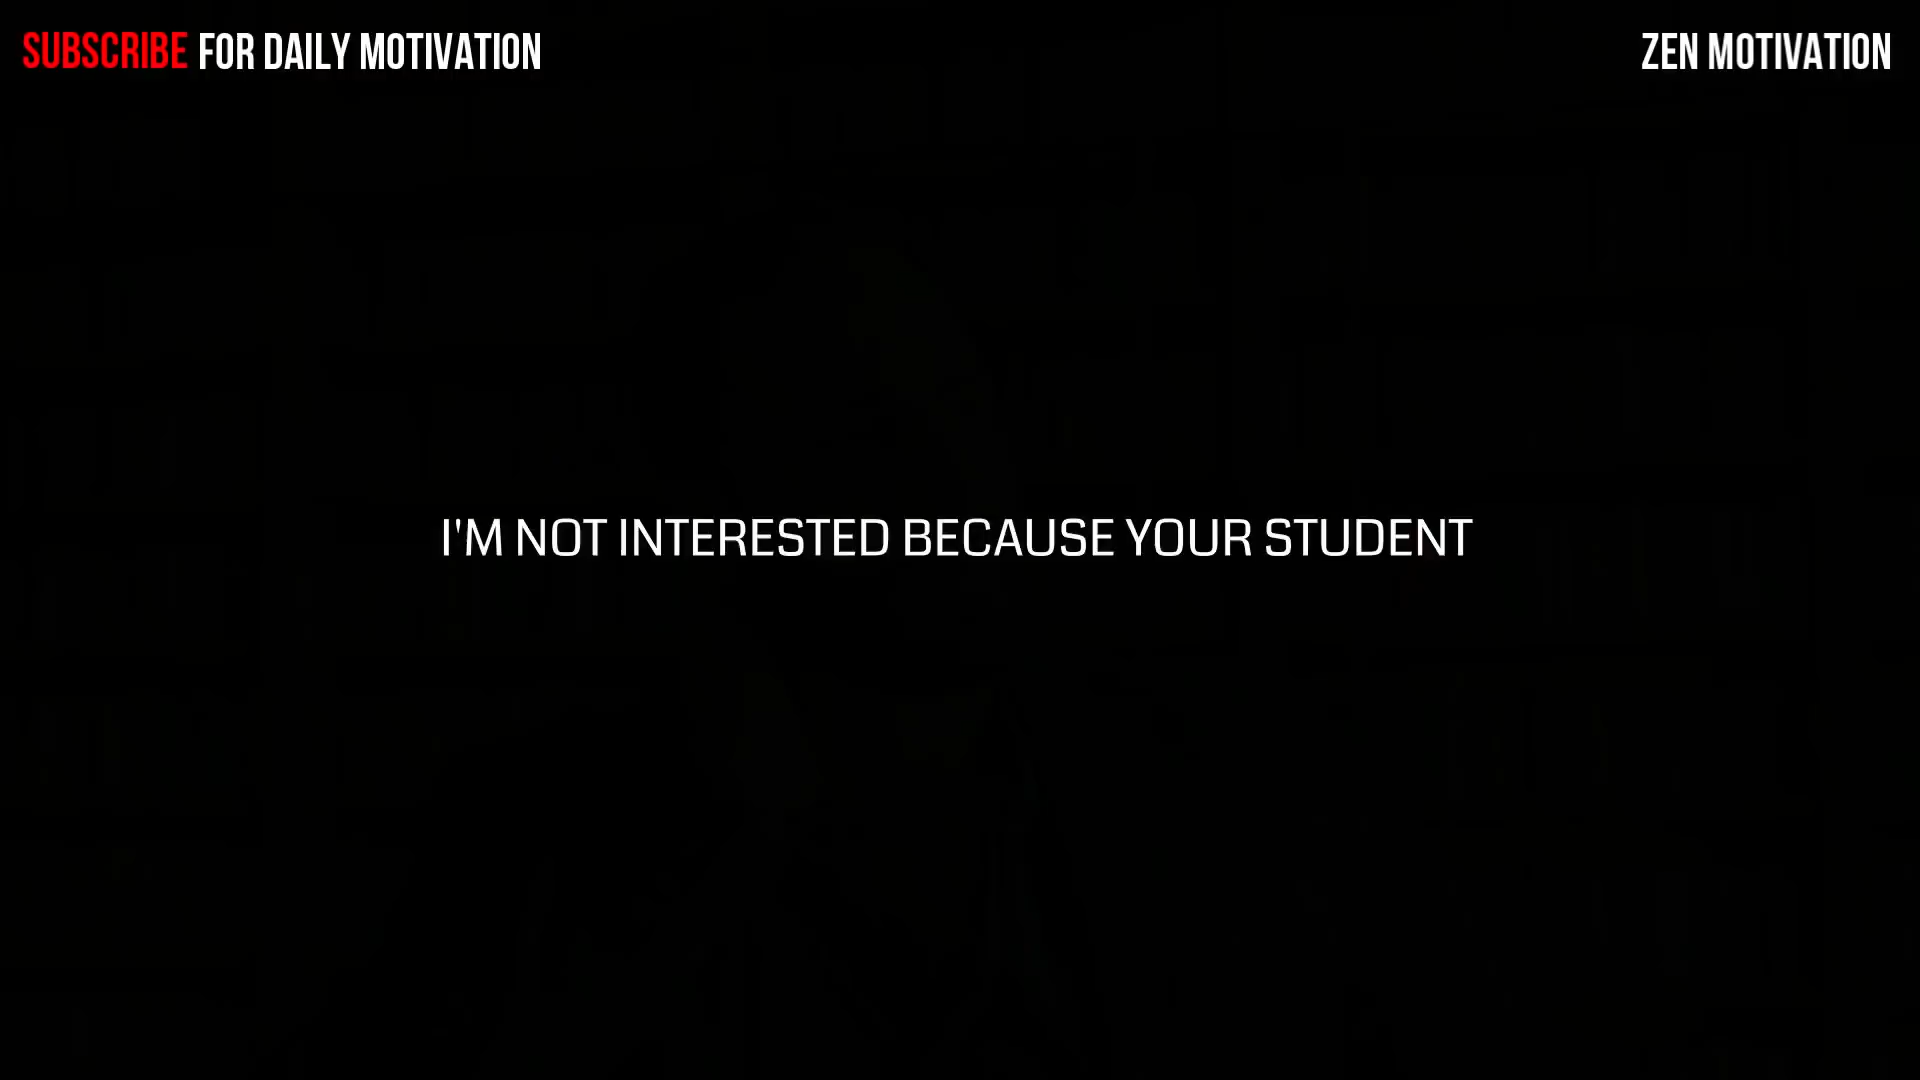 SUBSCRIBE FOR DAILY MOTIVATION
ZEN MOTIVATION
I'M NOT INTERESTED BECAUSE YOUR STUDENT